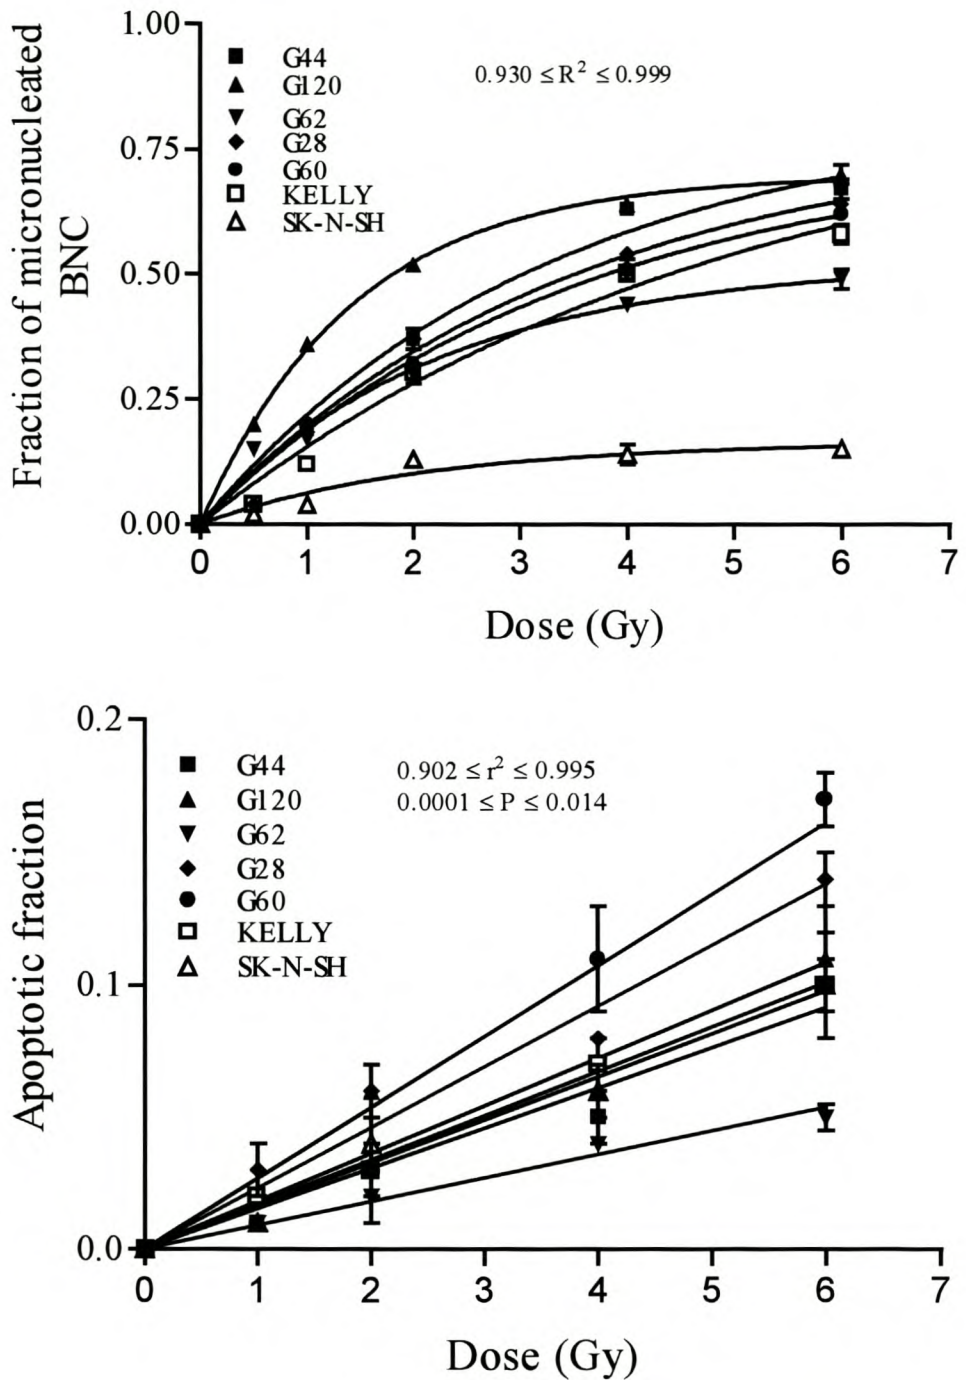 Fraction of micronucleated
BNC
1.00
0.75
0.50
0.25
0.00
G44
G120
G62
G28
G60
KELLY
SK-N-SH
0.930 ≤ R² ≤ 0.999
0 1 2 3 4 5 6 7
Dose (Gy)
Apoptotic fraction
0.2
0.1
0.0
G44
G120
G62
G28
G60
KELLY
SK-N-SH
0.902 ≤ r² ≤ 0.995
0.0001 ≤ P ≤ 0.014
0 1 2 3 4 5 6 7
Dose (Gy)